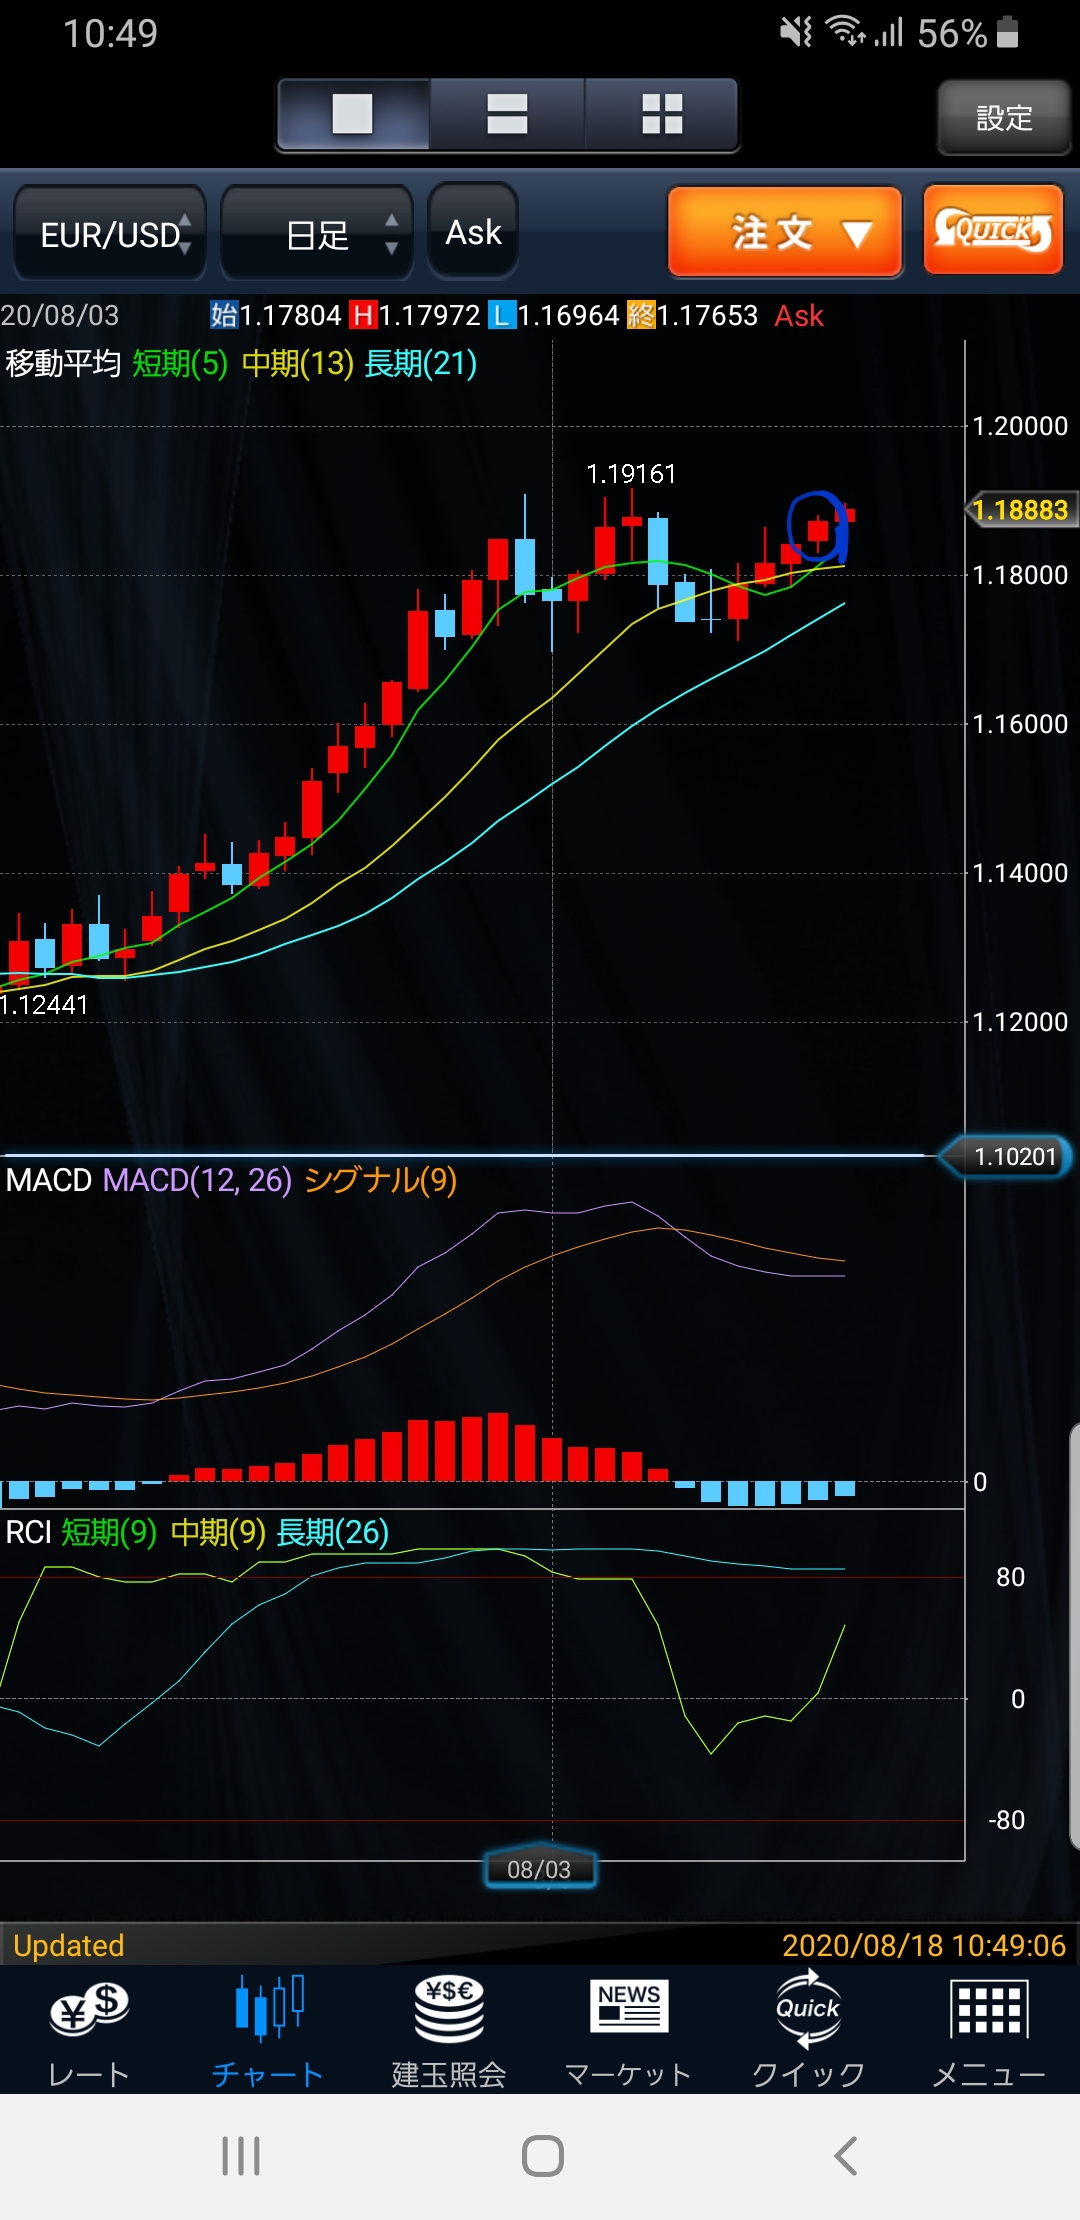 10:49 56%
設定
EUR/USD 日足 Ask 注文 ▼ QUICK
20/08/03 始1.17804 H1.17972 L1.16964 終1.17653 Ask
移動平均 短期(5) 中期(13) 長期(21)
1.20000
1.19161
1.18883
1.18000
1.16000
1.14000
1.12441
1.12000
1.10201
MACD MACD(12, 26) シグナル(9)
0
RCI 短期(9) 中期(9) 長期(26)
80
0
-80
08/03
Updated 2020/08/18 10:49:06
¥$ ¥$€ NEWS Quick
レート チャート 建玉照会 マーケット クイック メニュー